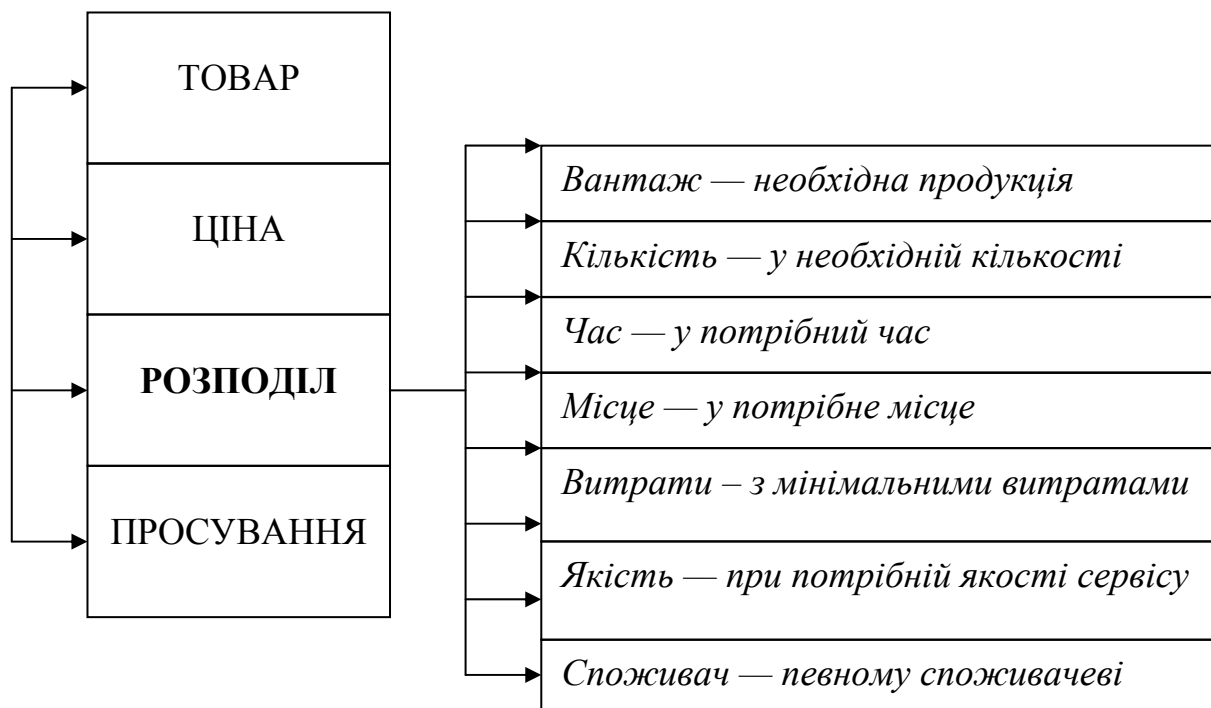 ТОВАР
ЦІНА
РОЗПОДІЛ
ПРОСУВАННЯ
Вантаж — необхідна продукція
Кількість — у необхідній кількості
Час — у потрібний час
Місце — у потрібне місце
Витрати – з мінімальними витратами
Якість — при потрібній якості сервісу
Споживач — певному споживачеві